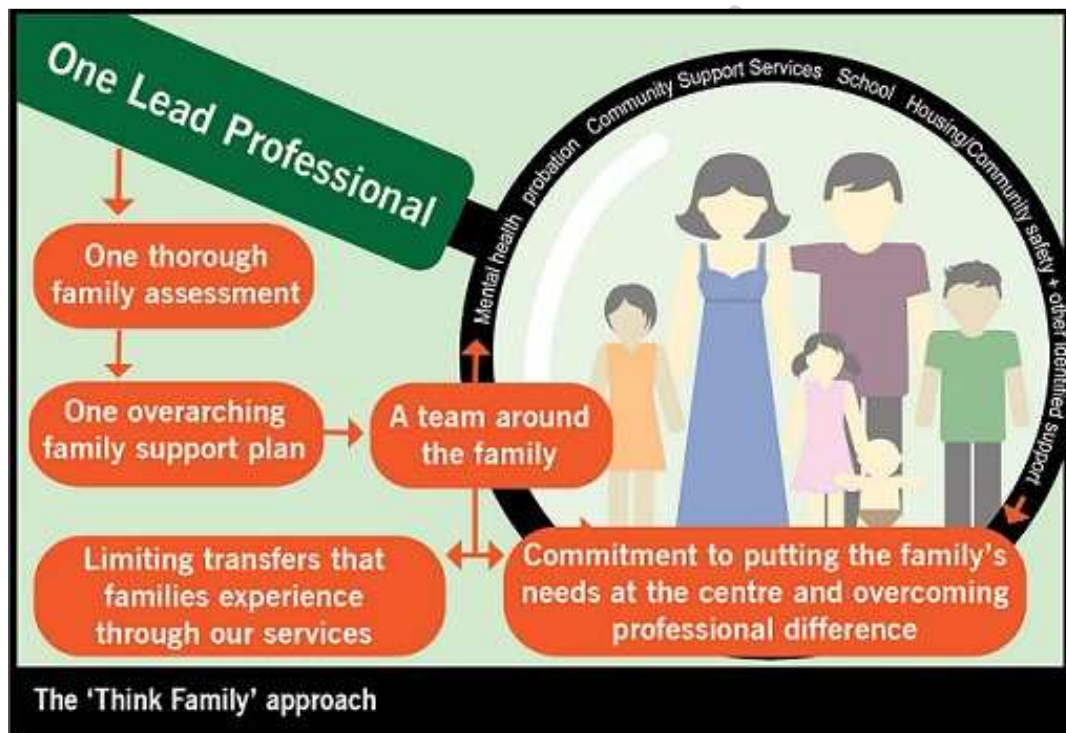 One Lead Professional
Mental health probation Community Support Services School Housing/Community safety + other identified support
One thorough
family assessment
One overarching
family support plan
A team around
the family
Limiting transfers that
families experience
through our services
Commitment to putting the family's
needs at the centre and overcoming
professional difference
The 'Think Family' approach